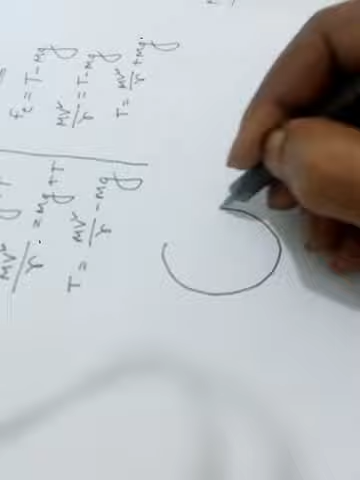 Fc = T - Mg
MV²/r = T - Mg
T = MV²/r + Mg
MV²/r = Mg + T
T = MV²/r - Mg